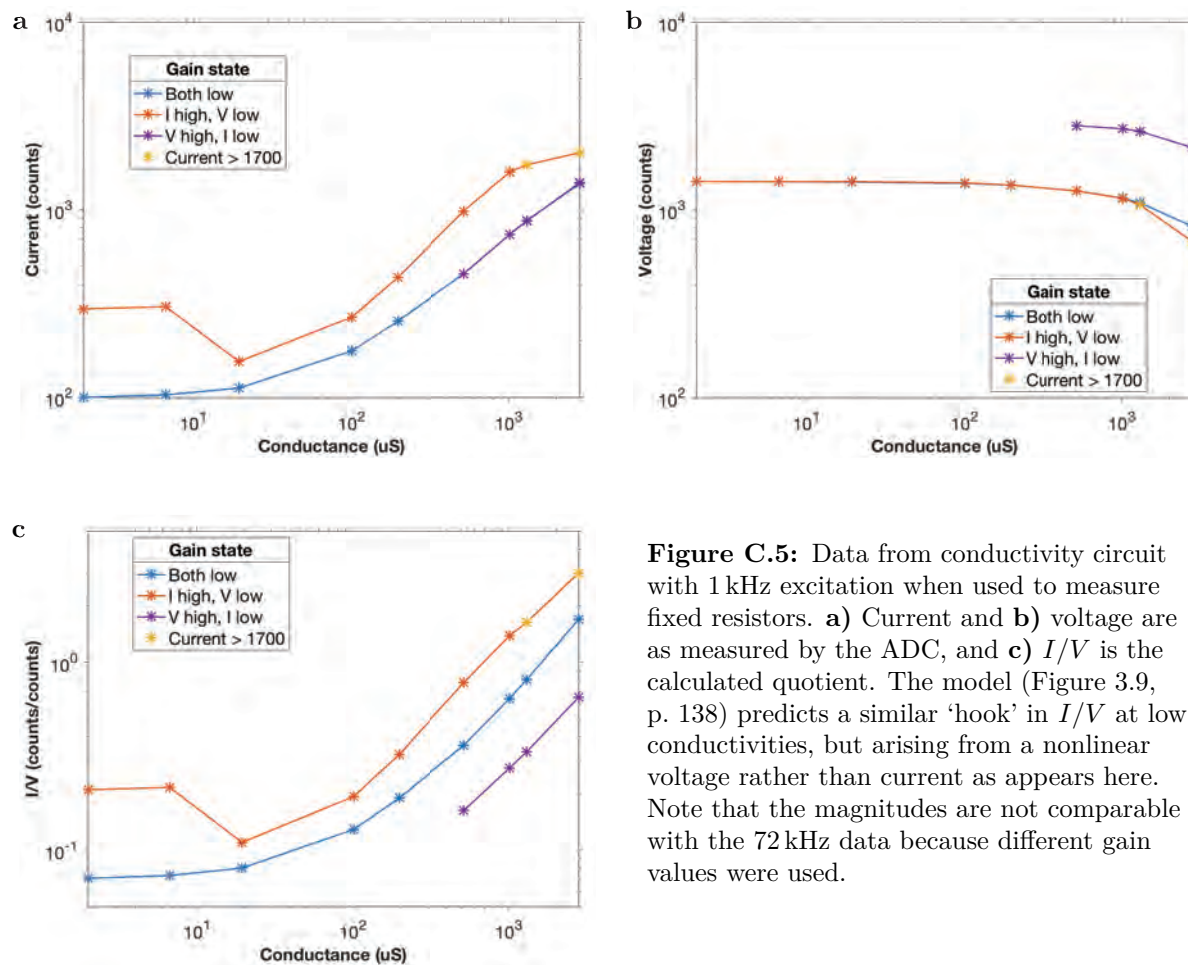 a
10^4
10^3
10^2
Current (counts)
Gain state
Both low
I high, V low
V high, I low
Current > 1700
10^1
10^2
10^3
Conductance (uS)
b
10^4
10^3
10^2
Voltage (counts)
Gain state
Both low
I high, V low
V high, I low
Current > 1700
10^1
10^2
10^3
Conductance (uS)
c
10^0
10^-1
I/V (counts/counts)
Gain state
Both low
I high, V low
V high, I low
Current > 1700
10^1
10^2
10^3
Conductance (uS)
Figure C.5: Data from conductivity circuit
with 1 kHz excitation when used to measure
fixed resistors. a) Current and b) voltage are
as measured by the ADC, and c) I/V is the
calculated quotient. The model (Figure 3.9,
p. 138) predicts a similar ‘hook’ in I/V at low
conductivities, but arising from a nonlinear
voltage rather than current as appears here.
Note that the magnitudes are not comparable
with the 72 kHz data because different gain
values were used.